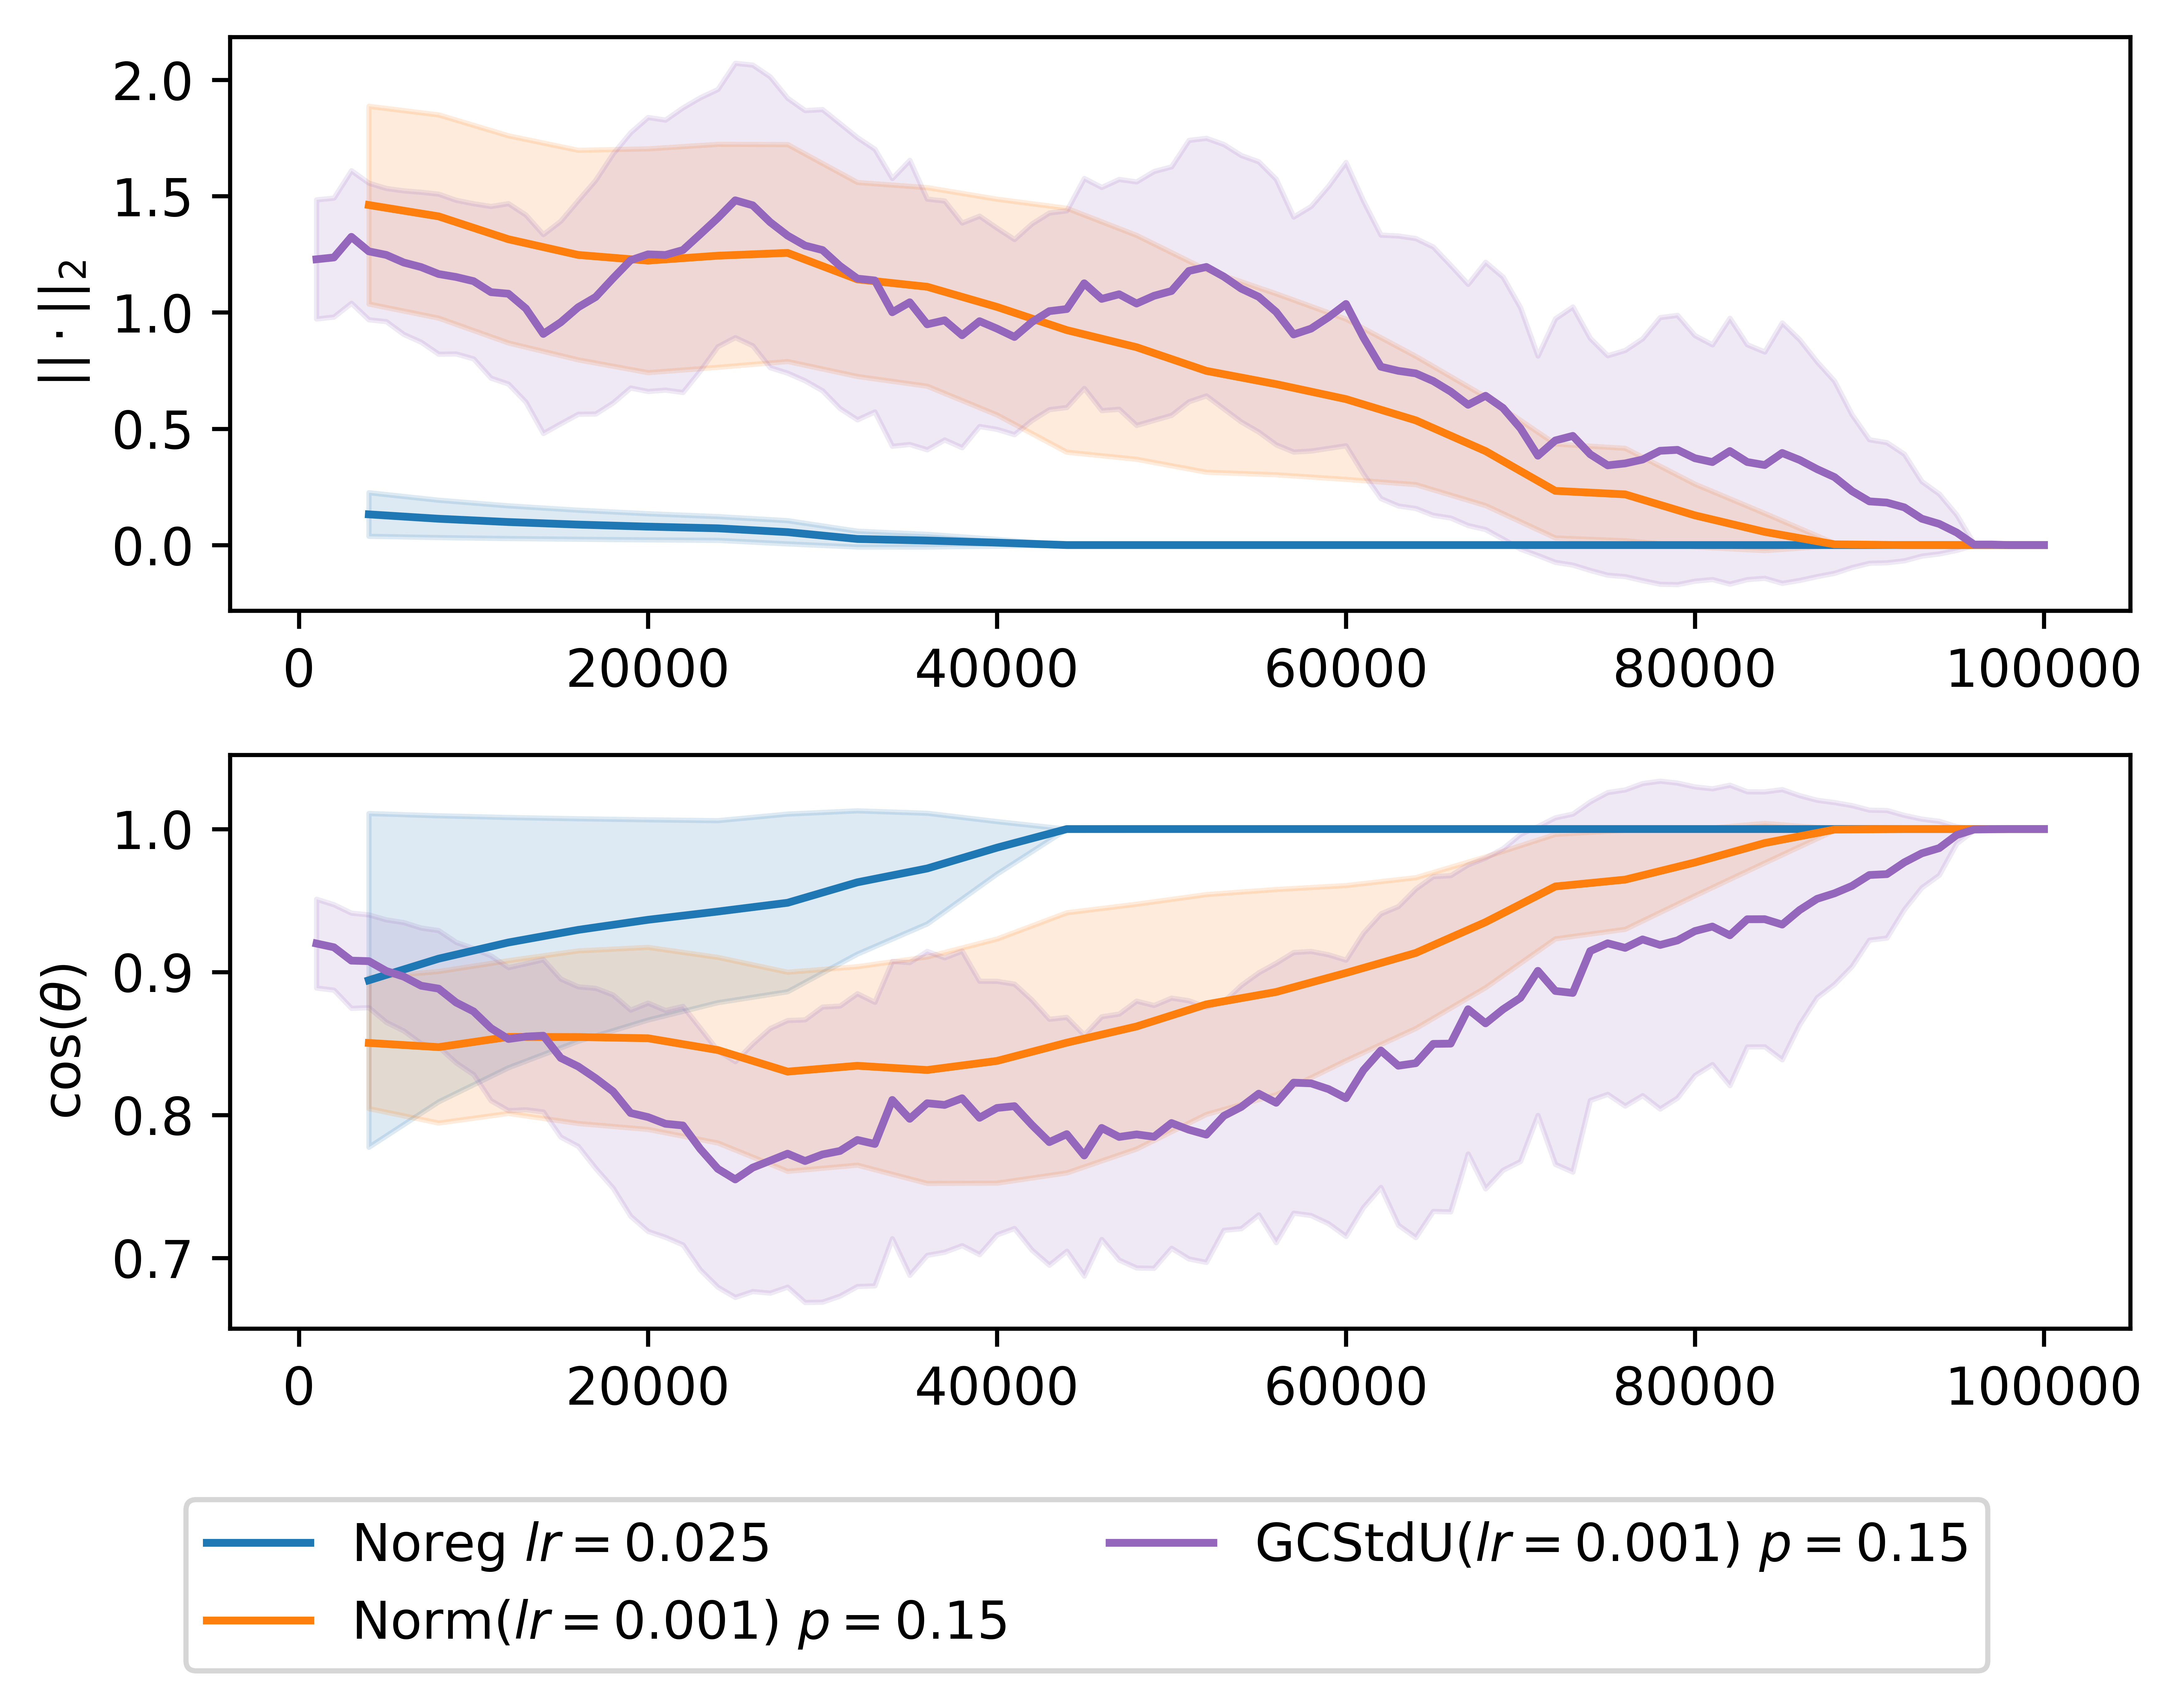 || · ||₂
2.0
1.5
1.0
0.5
0.0
0 20000 40000 60000 80000 100000
cos(θ)
1.0
0.9
0.8
0.7
0 20000 40000 60000 80000 100000
Noreg lr = 0.025
Norm(lr = 0.001) p = 0.15
GCStdU(lr = 0.001) p = 0.15